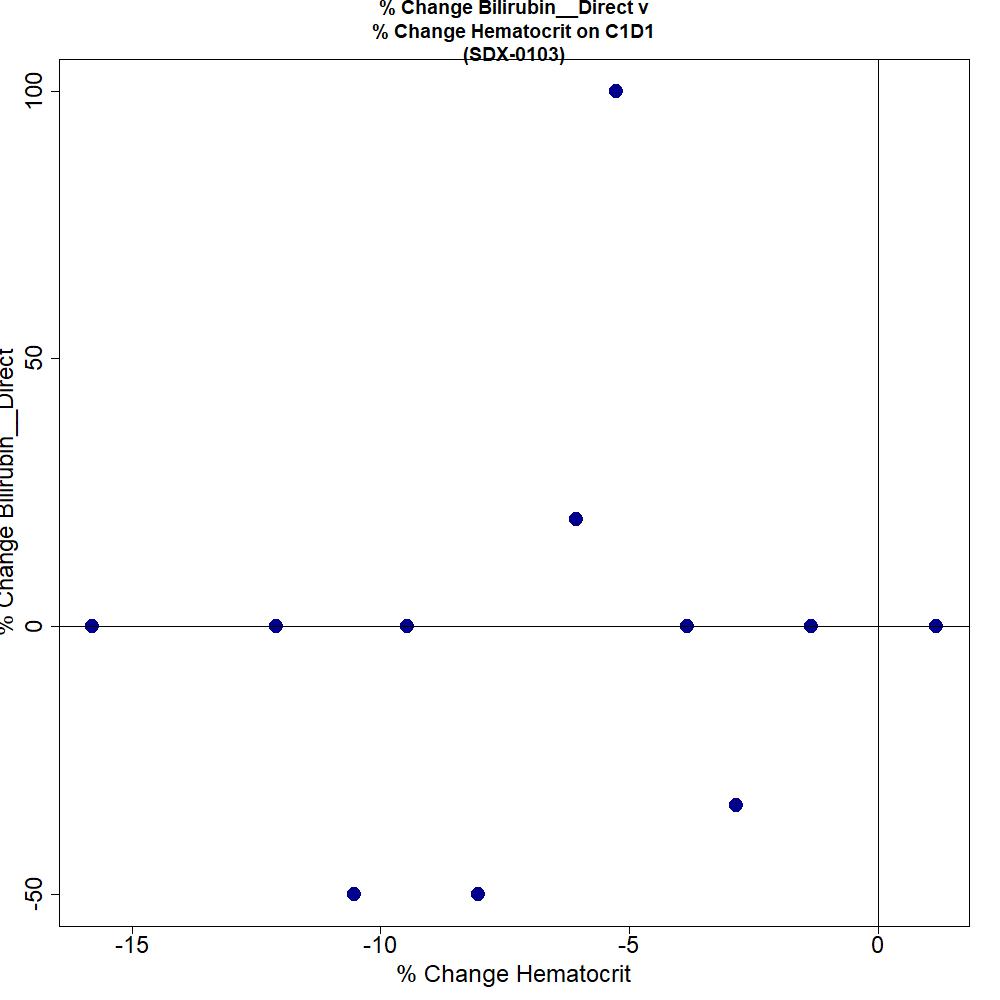 % Change Bilirubin__Direct v
% Change Hematocrit on C1D1
(SDX-0103)
% Change Bilirubin__Direct
100
50
0
-50
-15
-10
-5
0
% Change Hematocrit